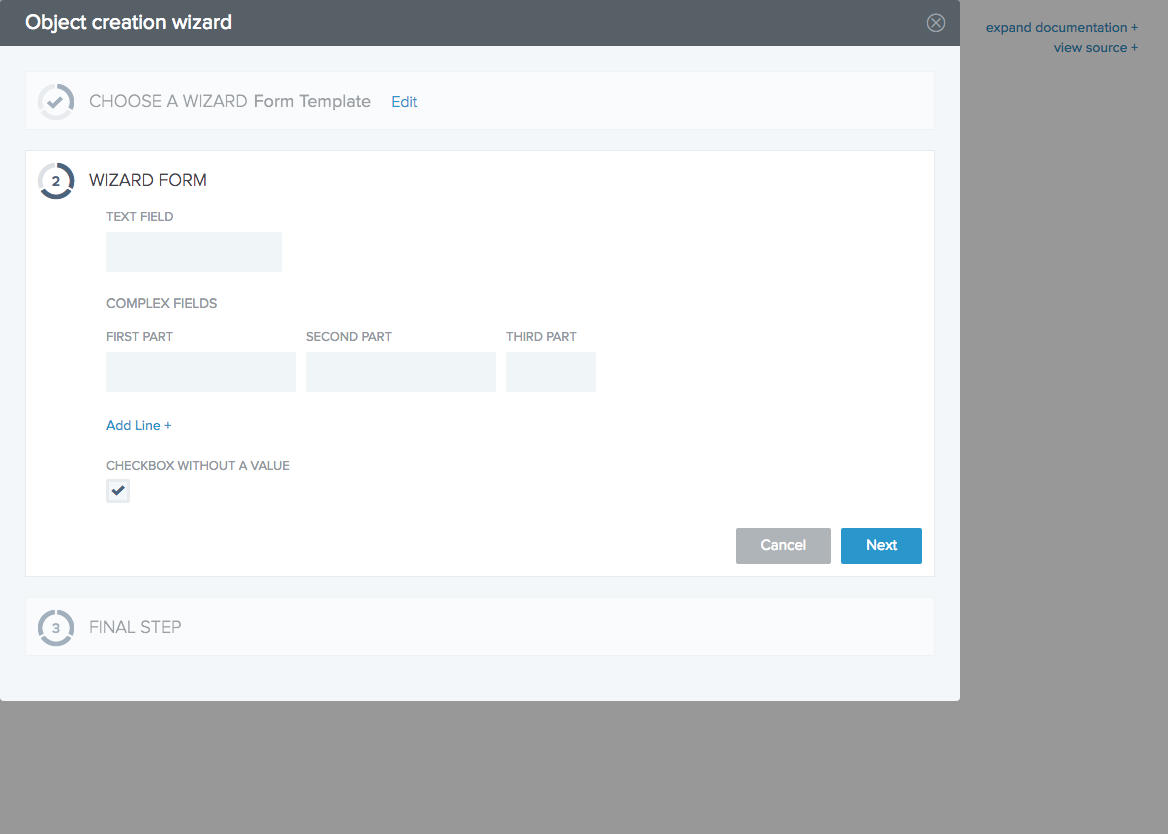 Object creation wizard
expand documentation +
view source +
CHOOSE A WIZARD Form Template Edit
2 WIZARD FORM
TEXT FIELD
COMPLEX FIELDS
FIRST PART SECOND PART THIRD PART
Add Line +
CHECKBOX WITHOUT A VALUE
Cancel Next
3 FINAL STEP